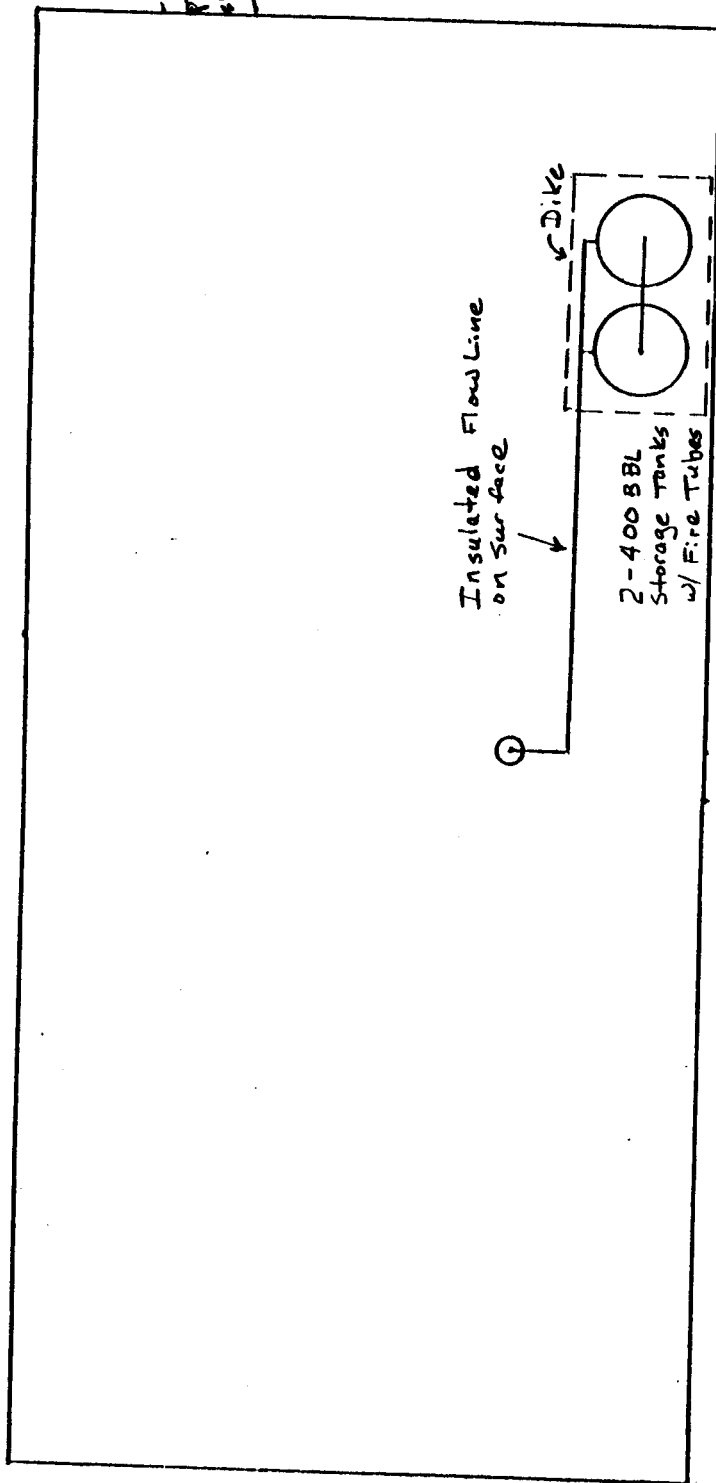 Dike
Insulated Flow Line
on surface
2-400 BBL
Storage Tanks
w/ Fire Tubes